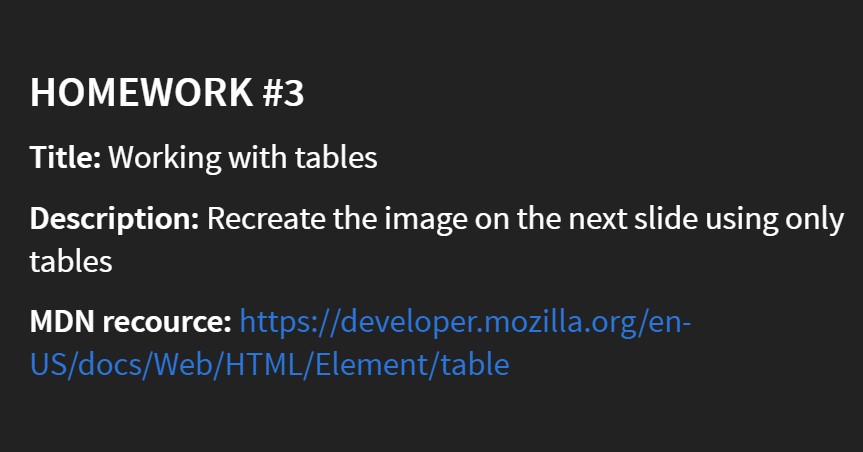 HOMEWORK #3
Title: Working with tables
Description: Recreate the image on the next slide using only
tables
MDN recource: https://developer.mozilla.org/en-
US/docs/Web/HTML/Element/table